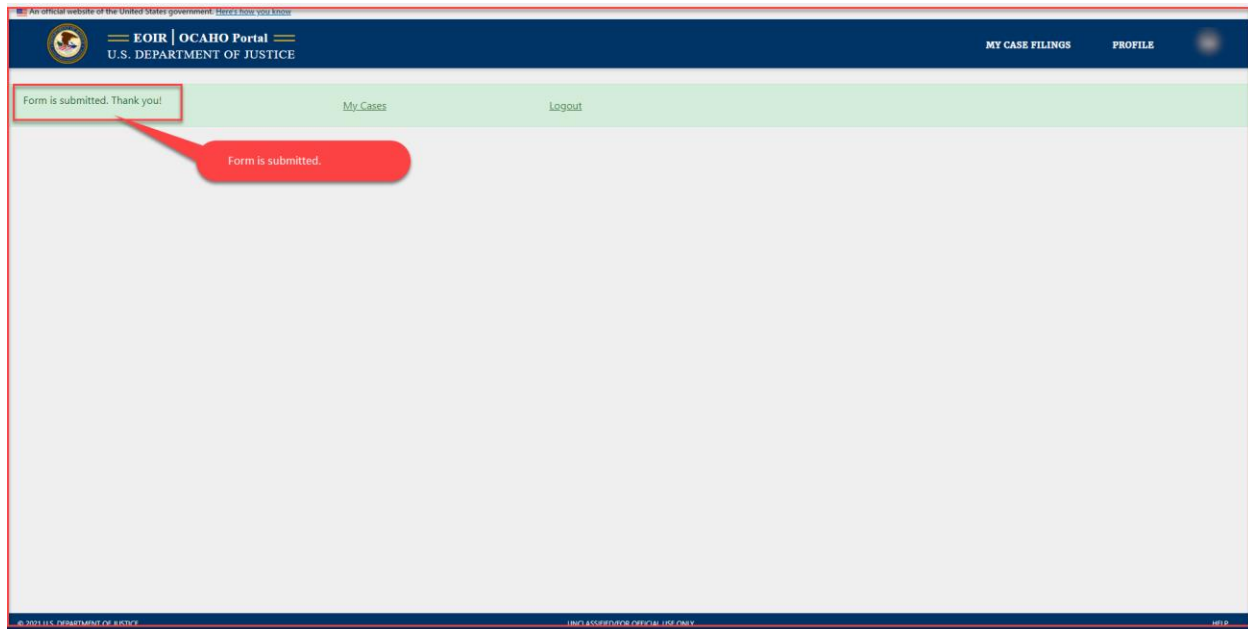 An official website of the United States government. Here's how you know
EOIR | OCAHO Portal
U.S. DEPARTMENT OF JUSTICE
MY CASE FILINGS
PROFILE
Form is submitted. Thank you!
My Cases
Logout
Form is submitted.
© 2021 U.S. DEPARTMENT OF JUSTICE
UNCLASSIFIED/FOR OFFICIAL USE ONLY
HELP